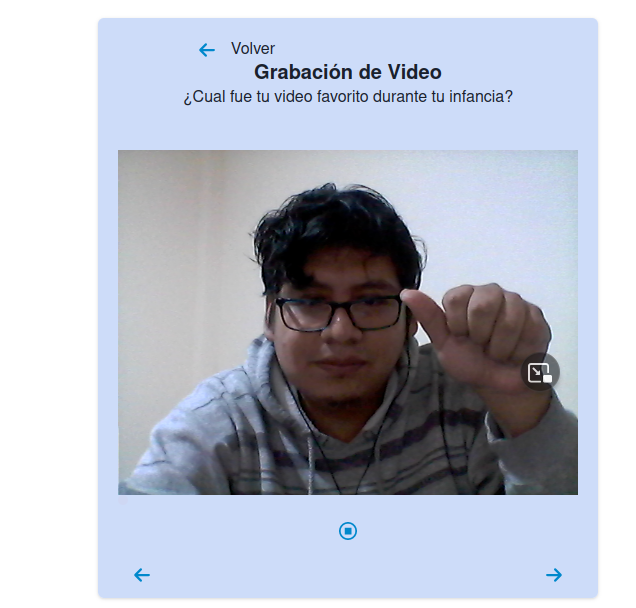 Volver
Grabación de Video
¿Cual fue tu video favorito durante tu infancia?